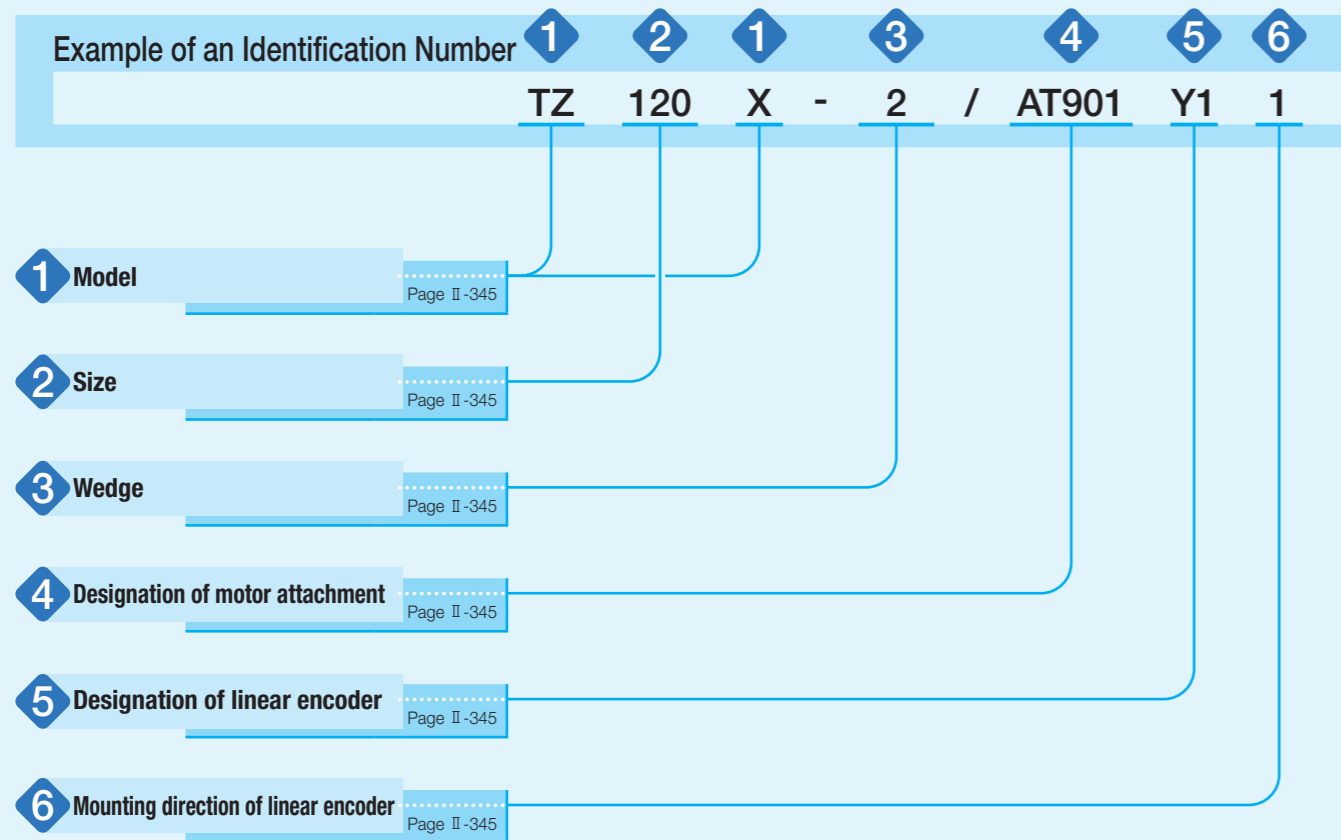 Example of an Identification Number 1 2 1 3 4 5 6
TZ 120 X - 2 / AT901 Y1 1
1 Model
Page Ⅱ-345
2 Size
Page Ⅱ-345
3 Wedge
Page Ⅱ-345
4 Designation of motor attachment
Page Ⅱ-345
5 Designation of linear encoder
Page Ⅱ-345
6 Mounting direction of linear encoder
Page Ⅱ-345